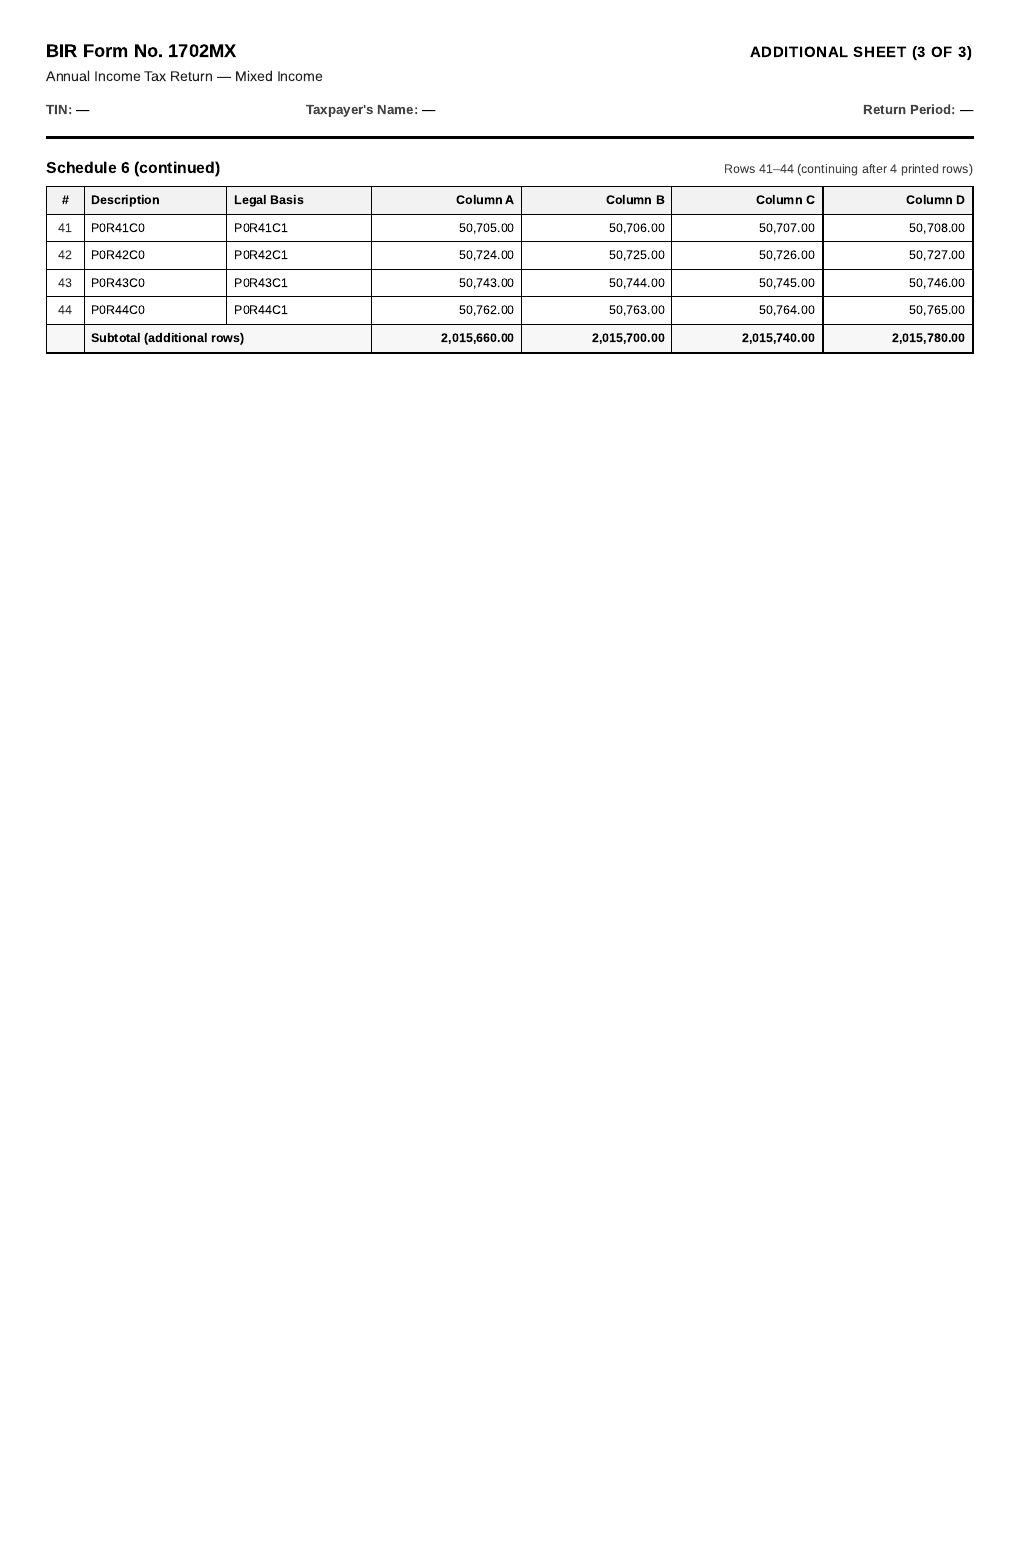 BIR Form No. 1702MX
ADDITIONAL SHEET (3 OF 3)
Annual Income Tax Return — Mixed Income
TIN: — Taxpayer's Name: — Return Period: —
Schedule 6 (continued) Rows 41–44 (continuing after 4 printed rows)
# Description Legal Basis Column A Column B Column C Column D
41 P0R41C0 P0R41C1 50,705.00 50,706.00 50,707.00 50,708.00
42 P0R42C0 P0R42C1 50,724.00 50,725.00 50,726.00 50,727.00
43 P0R43C0 P0R43C1 50,743.00 50,744.00 50,745.00 50,746.00
44 P0R44C0 P0R44C1 50,762.00 50,763.00 50,764.00 50,765.00
Subtotal (additional rows) 2,015,660.00 2,015,700.00 2,015,740.00 2,015,780.00